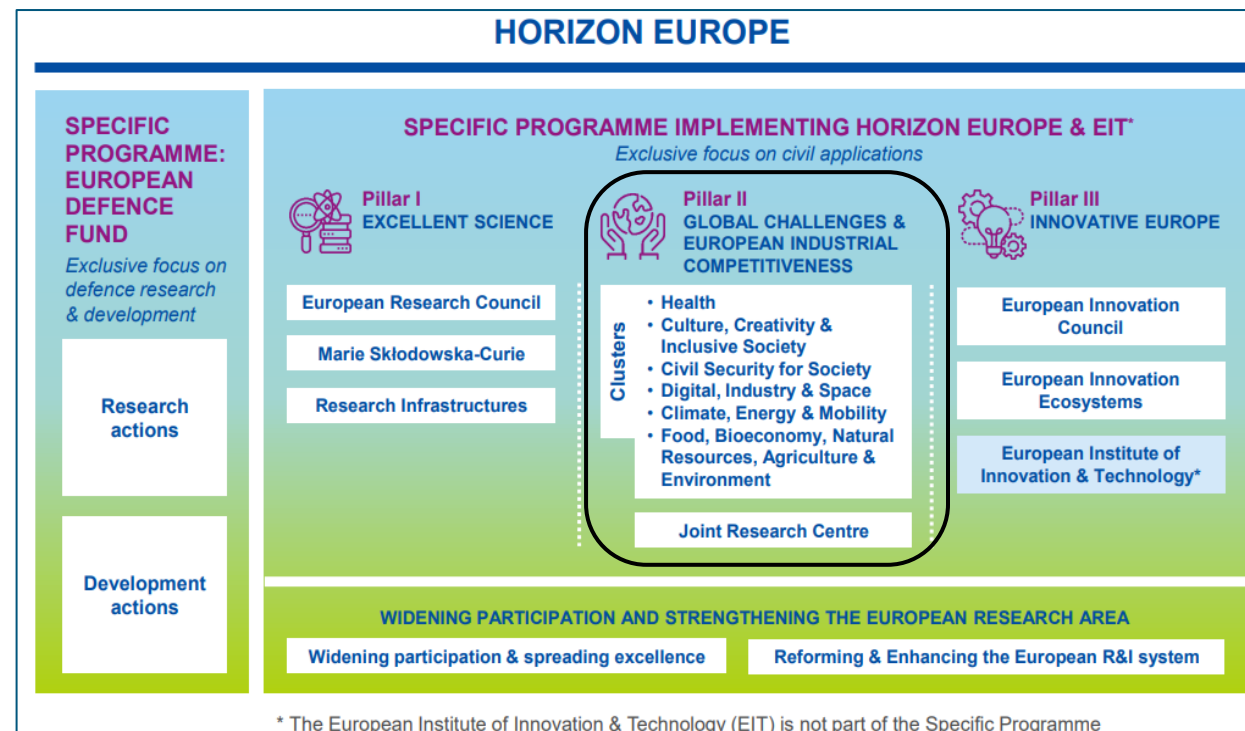 HORIZON EUROPE
SPECIFIC
PROGRAMME:
EUROPEAN
DEFENCE
FUND
Exclusive focus on
defence research
& development
Research
actions
Development
actions
SPECIFIC PROGRAMME IMPLEMENTING HORIZON EUROPE & EIT*
Exclusive focus on civil applications
Pillar I
EXCELLENT SCIENCE
European Research Council
Marie Skłodowska-Curie
Research Infrastructures
Pillar II
GLOBAL CHALLENGES &
EUROPEAN INDUSTRIAL
COMPETITIVENESS
Clusters
• Health
• Culture, Creativity &
Inclusive Society
• Civil Security for Society
• Digital, Industry & Space
• Climate, Energy & Mobility
• Food, Bioeconomy, Natural
Resources, Agriculture &
Environment
Joint Research Centre
Pillar III
INNOVATIVE EUROPE
European Innovation
Council
European Innovation
Ecosystems
European Institute of
Innovation & Technology*
WIDENING PARTICIPATION AND STRENGTHENING THE EUROPEAN RESEARCH AREA
Widening participation & spreading excellence
Reforming & Enhancing the European R&I system
* The European Institute of Innovation & Technology (EIT) is not part of the Specific Programme